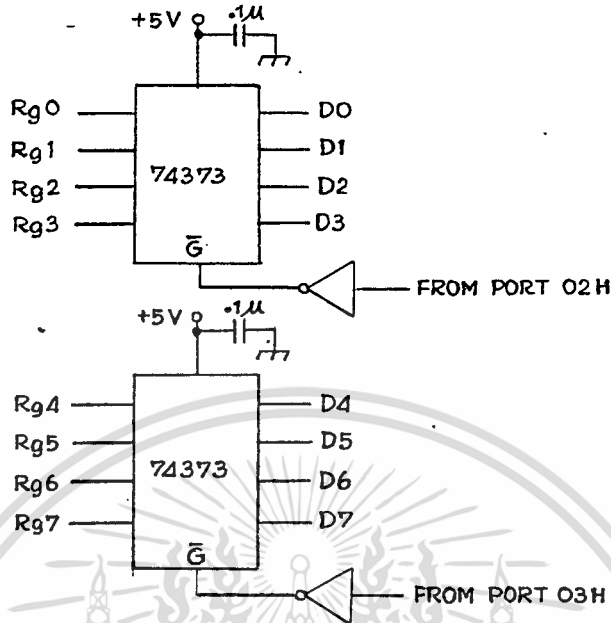 +5V .1µ
Rg0 D0
Rg1 D1
74373
Rg2 D2
Rg3 D3
G̅
FROM PORT 02H
+5V .1µ
Rg4 D4
Rg5 D5
74373
Rg6 D6
Rg7 D7
G̅
FROM PORT 03H